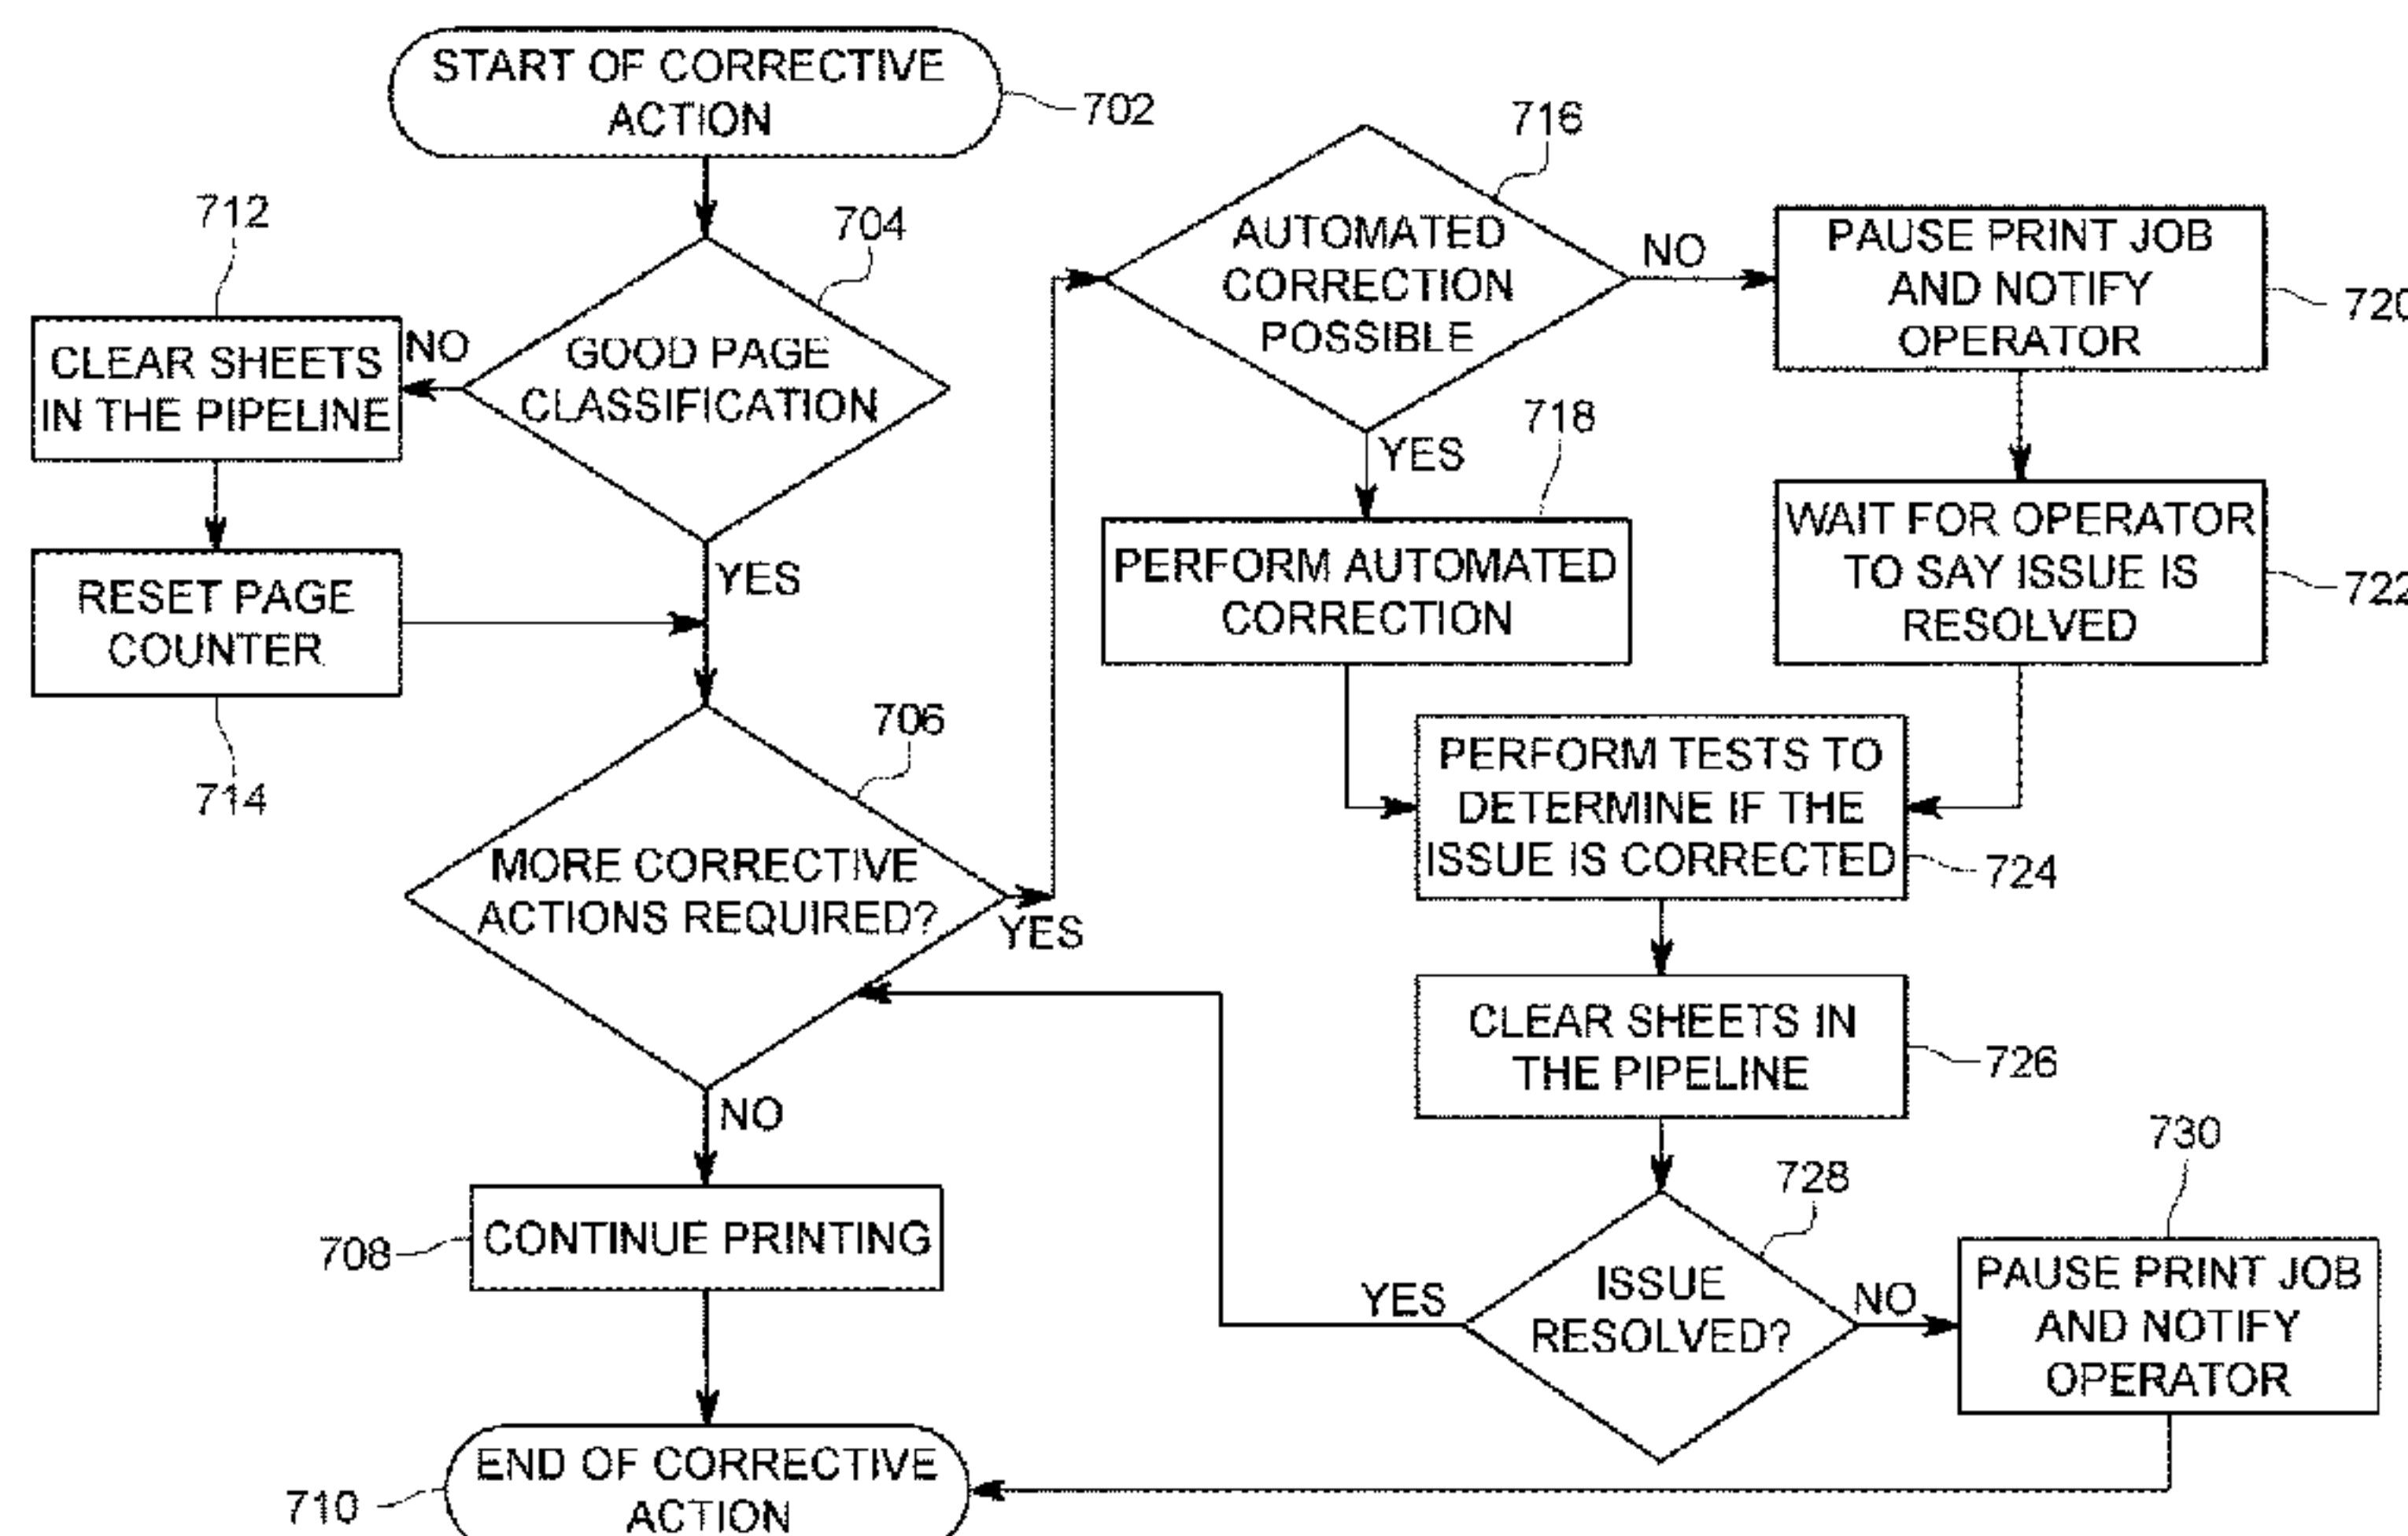 START OF CORRECTIVE
ACTION
702
704
712
GOOD PAGE
CLASSIFICATION
NO
CLEAR SHEETS
IN THE PIPELINE
YES
RESET PAGE
COUNTER
714
706
MORE CORRECTIVE
ACTIONS REQUIRED?
YES
NO
708
CONTINUE PRINTING
710
END OF CORRECTIVE
ACTION
716
AUTOMATED
CORRECTION
POSSIBLE
NO
PAUSE PRINT JOB
AND NOTIFY
OPERATOR
720
YES
718
PERFORM AUTOMATED
CORRECTION
WAIT FOR OPERATOR
TO SAY ISSUE IS
RESOLVED
722
PERFORM TESTS TO
DETERMINE IF THE
ISSUE IS CORRECTED
724
CLEAR SHEETS IN
THE PIPELINE
726
728
ISSUE
RESOLVED?
YES
NO
730
PAUSE PRINT JOB
AND NOTIFY
OPERATOR